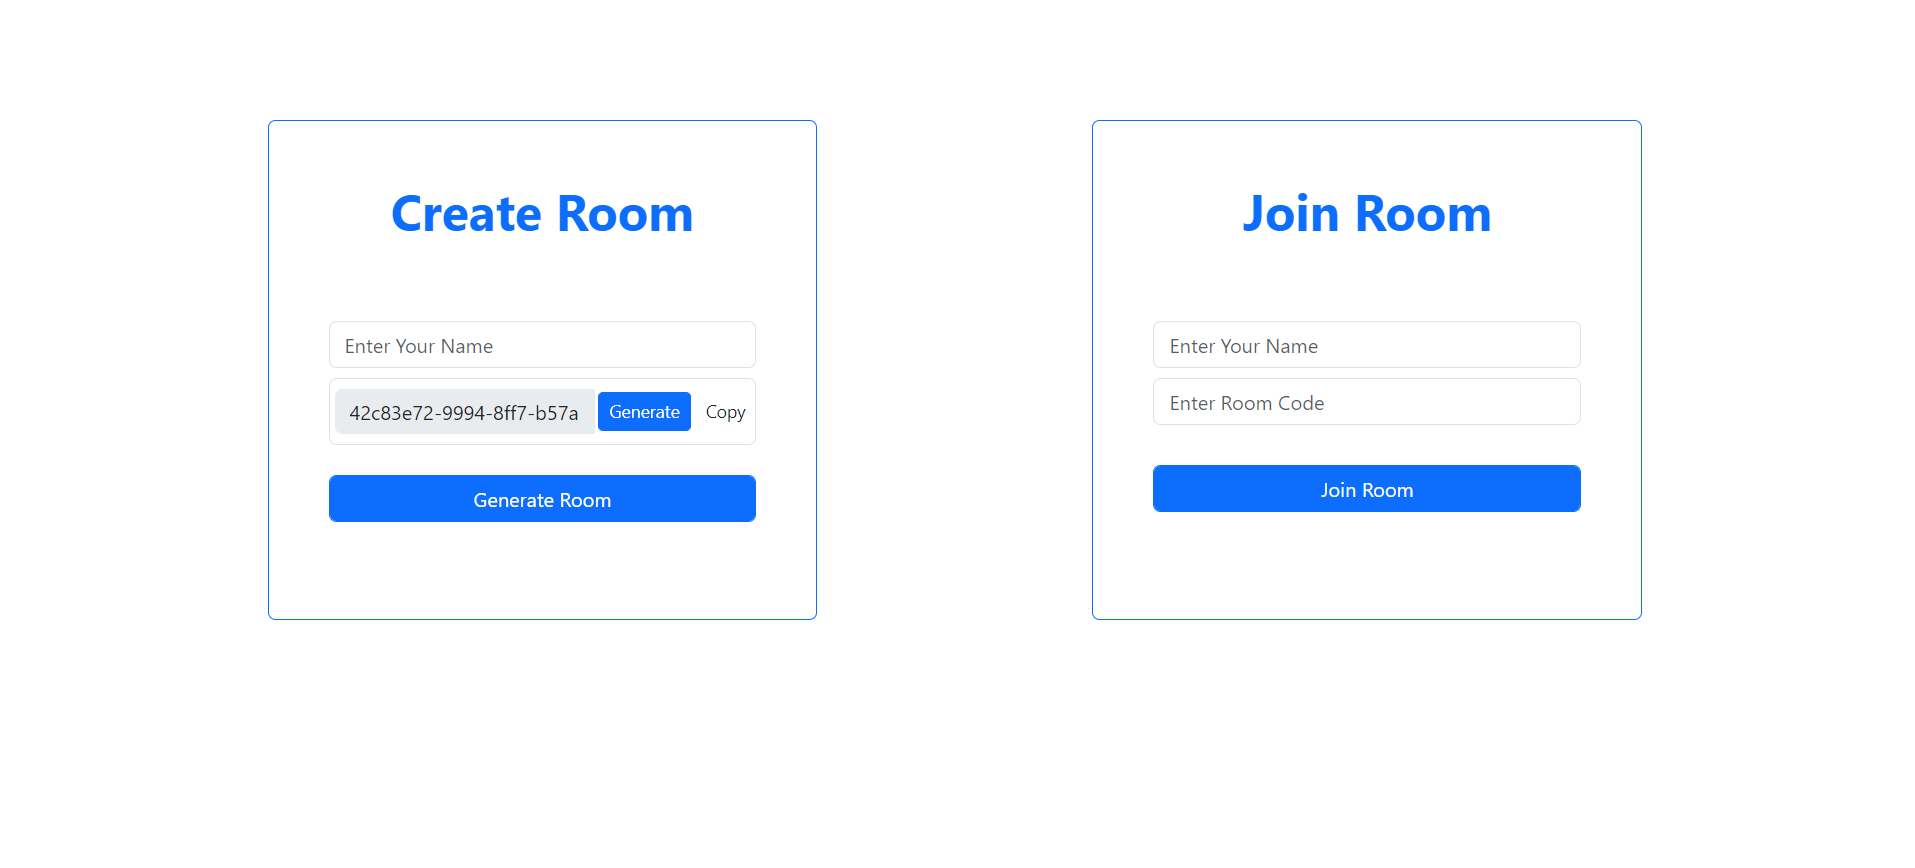 Create Room
Enter Your Name
42c83e72-9994-8ff7-b57a Generate Copy
Generate Room
Join Room
Enter Your Name
Enter Room Code
Join Room